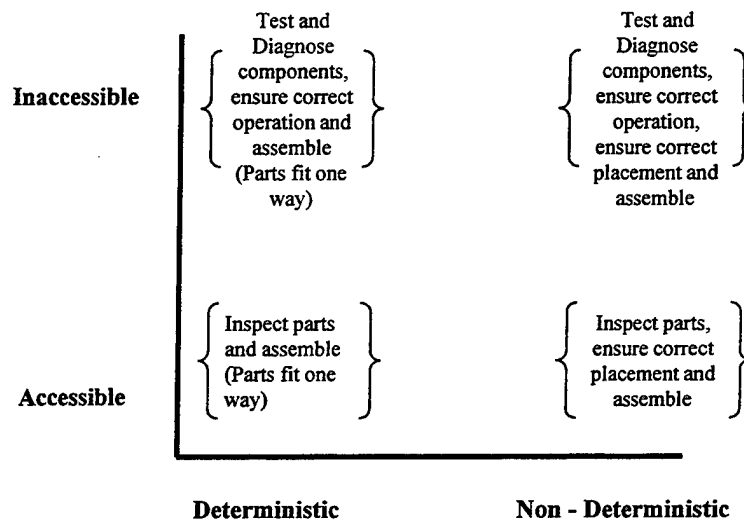 Inaccessible
Test and
Diagnose
components,
ensure correct
operation and
assemble
(Parts fit one
way)
Test and
Diagnose
components,
ensure correct
operation,
ensure correct
placement and
assemble
Accessible
Inspect parts
and assemble
(Parts fit one
way)
Inspect parts,
ensure correct
placement and
assemble
Deterministic
Non - Deterministic